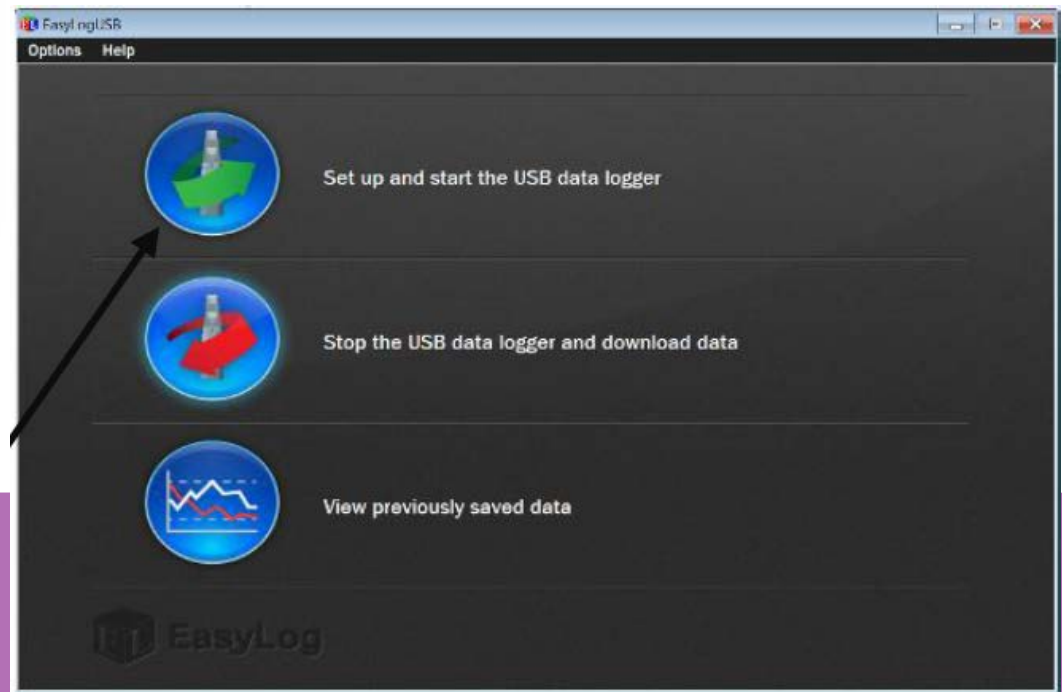 EasyLogUSB
Options Help
Set up and start the USB data logger
Stop the USB data logger and download data
View previously saved data
EasyLog